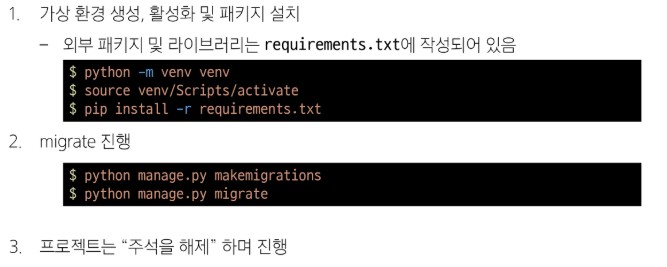 1. 가상 환경 생성, 활성화 및 패키지 설치
– 외부 패키지 및 라이브러리는 requirements.txt에 작성되어 있음
$ python -m venv venv
$ source venv/Scripts/activate
$ pip install -r requirements.txt
2. migrate 진행
$ python manage.py makemigrations
$ python manage.py migrate
3. 프로젝트는 “주석을 해제” 하며 진행